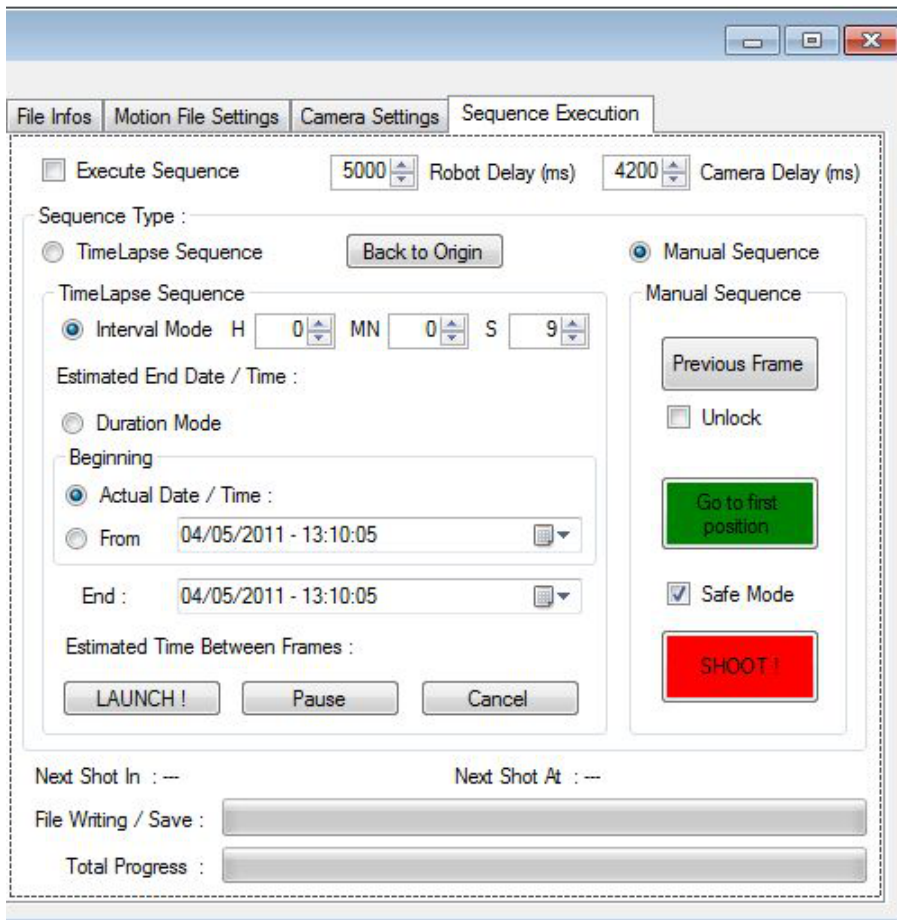 File Infos Motion File Settings Camera Settings Sequence Execution
Execute Sequence 5000 Robot Delay (ms) 4200 Camera Delay (ms)
Sequence Type :
TimeLapse Sequence Back to Origin Manual Sequence
TimeLapse Sequence Manual Sequence
Interval Mode H 0 MN 0 S 9
Previous Frame
Estimated End Date / Time :
Duration Mode Unlock
Beginning
Actual Date / Time :
Go to first
position
From 04/05/2011 - 13:10:05
End : 04/05/2011 - 13:10:05 Safe Mode
Estimated Time Between Frames :
SHOOT !
LAUNCH ! Pause Cancel
Next Shot In : --- Next Shot At : ---
File Writing / Save :
Total Progress :